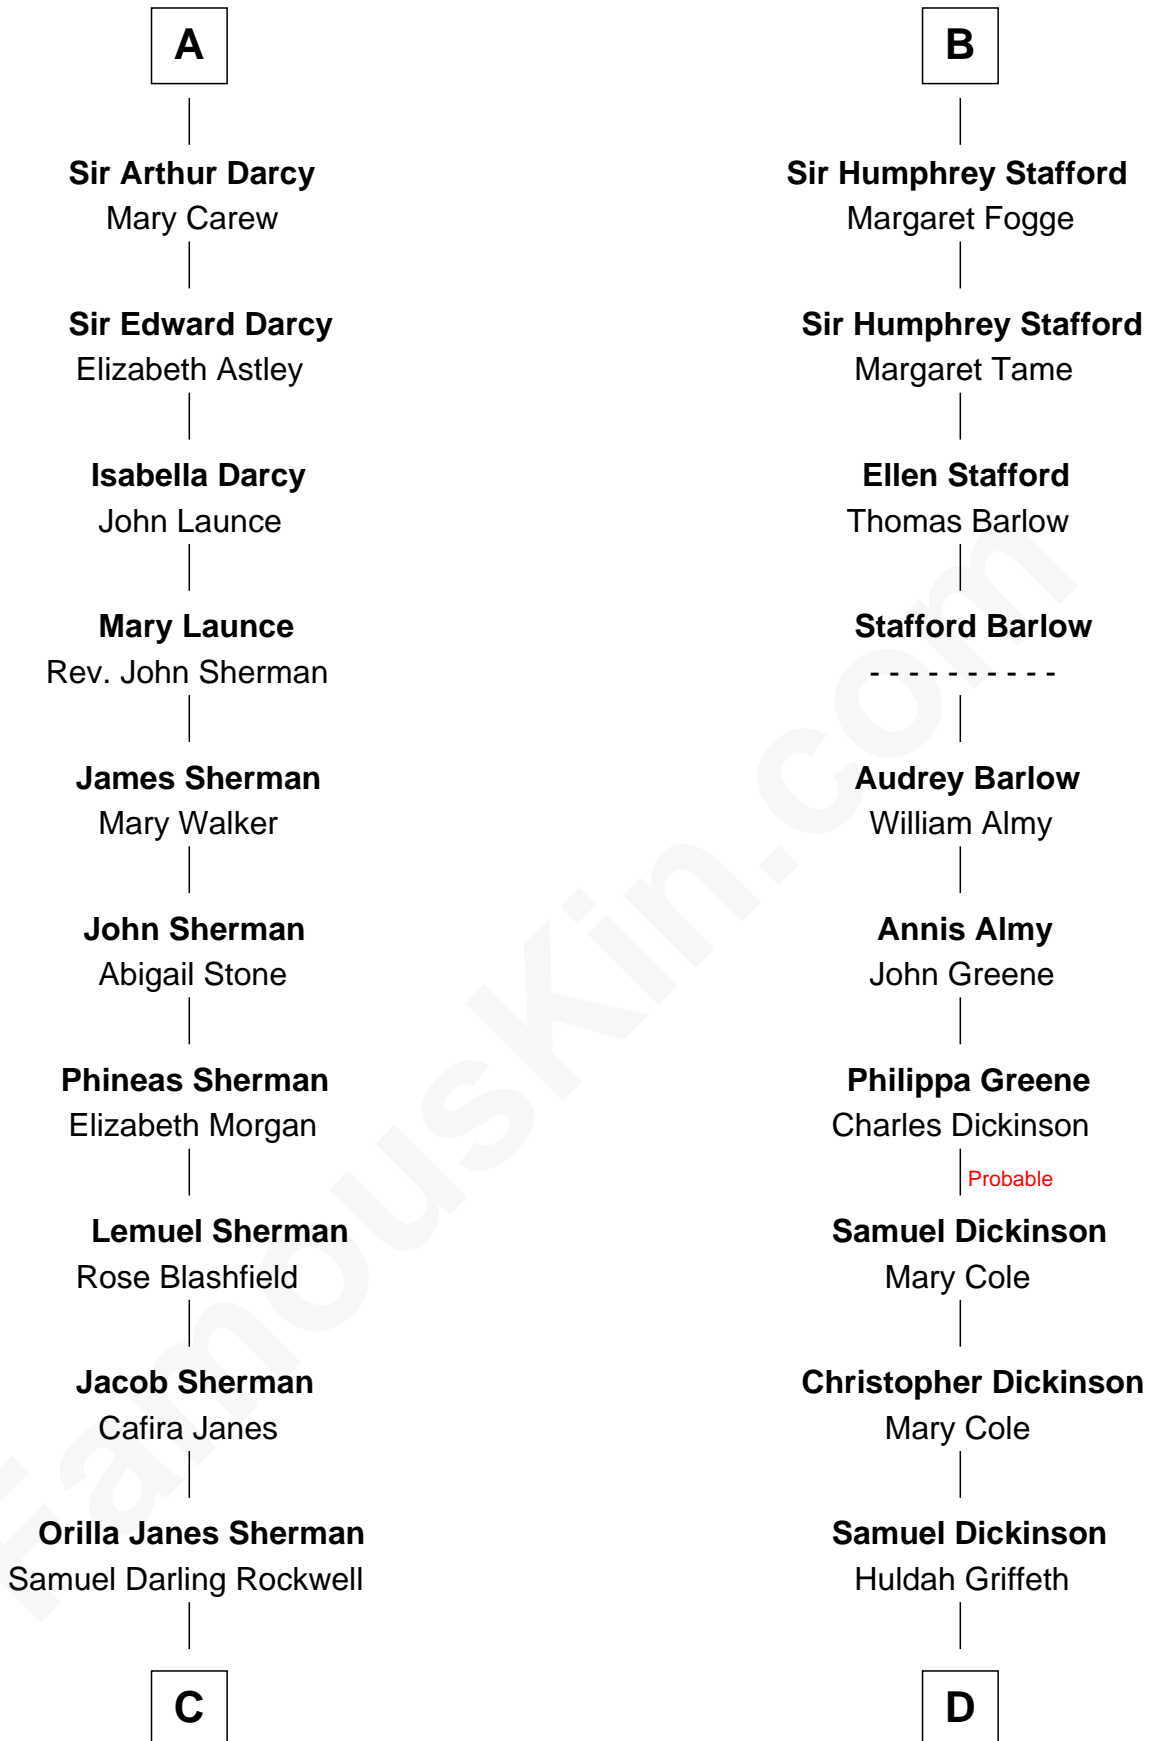 A
Sir Arthur Darcy
Mary Carew
Sir Edward Darcy
Elizabeth Astley
Isabella Darcy
John Launce
Mary Launce
Rev. John Sherman
James Sherman
Mary Walker
John Sherman
Abigail Stone
Phineas Sherman
Elizabeth Morgan
Lemuel Sherman
Rose Blashfield
Jacob Sherman
Cafira Janes
Orilla Janes Sherman
Samuel Darling Rockwell
C
B
Sir Humphrey Stafford
Margaret Fogge
Sir Humphrey Stafford
Margaret Tame
Ellen Stafford
Thomas Barlow
Stafford Barlow
- - - - - - - - - -
Audrey Barlow
William Almy
Annis Almy
John Greene
Philippa Greene
Charles Dickinson
Probable
Samuel Dickinson
Mary Cole
Christopher Dickinson
Mary Cole
Samuel Dickinson
Huldah Griffeth
D
FamousKin.com